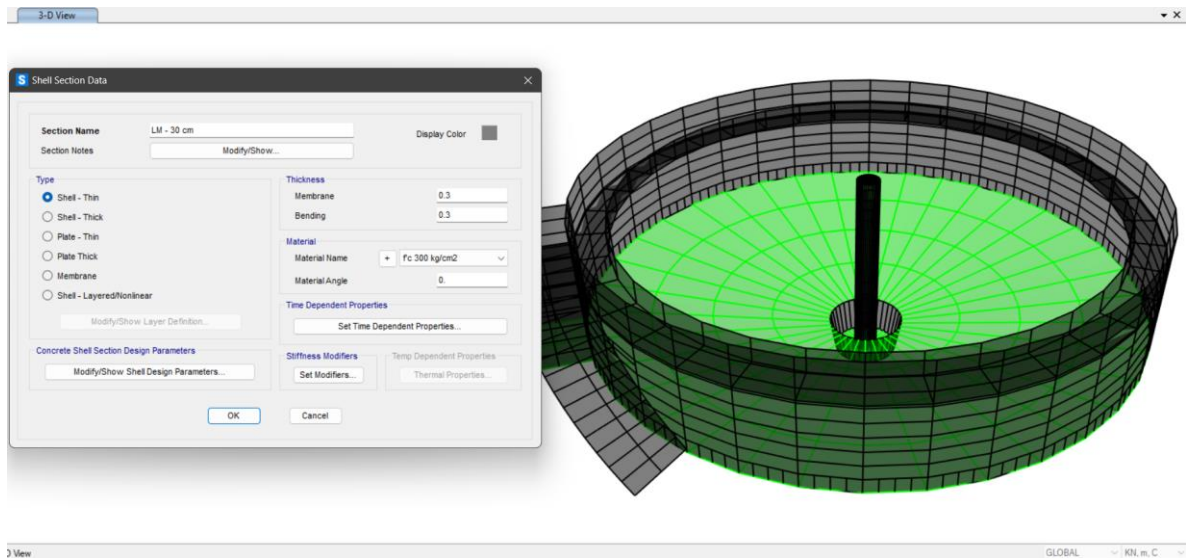 3-D View
Shell Section Data
Section Name LM - 30 cm Display Color
Section Notes Modify/Show...
Type
Shell - Thin
Shell - Thick
Plate - Thin
Plate Thick
Membrane
Shell - Layered/Nonlinear
Modify/Show Layer Definition...
Concrete Shell Section Design Parameters
Modify/Show Shell Design Parameters...
Thickness
Membrane 0.3
Bending 0.3
Material
Material Name + f'c 300 kg/cm2
Material Angle 0.
Time Dependent Properties
Set Time Dependent Properties...
Stiffness Modifiers
Set Modifiers...
Temp Dependent Properties
Thermal Properties...
OK Cancel
D View GLOBAL KN, m, C